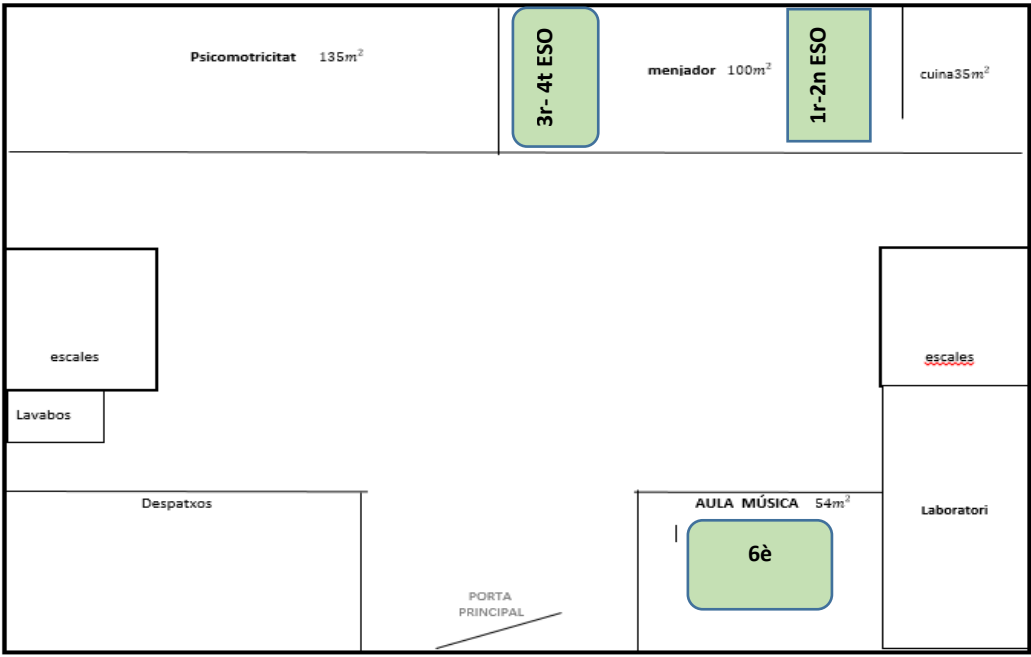 Psicomotricitat 135m²
3r- 4t ESO
menjador 100m²
1r-2n ESO
cuina35m²
escales
escales
Lavabos
Despatxos
AULA MÚSICA 54m²
Laboratori
6è
PORTA
PRINCIPAL